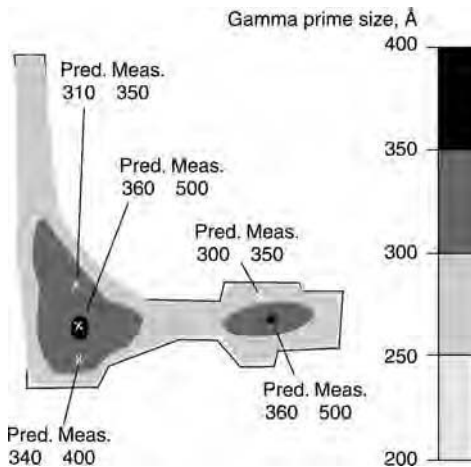 Gamma prime size, Å
400
350
300
250
200
Pred. Meas.
310 350
Pred. Meas.
360 500
Pred. Meas.
300 350
Pred. Meas.
360 500
Pred. Meas.
340 400